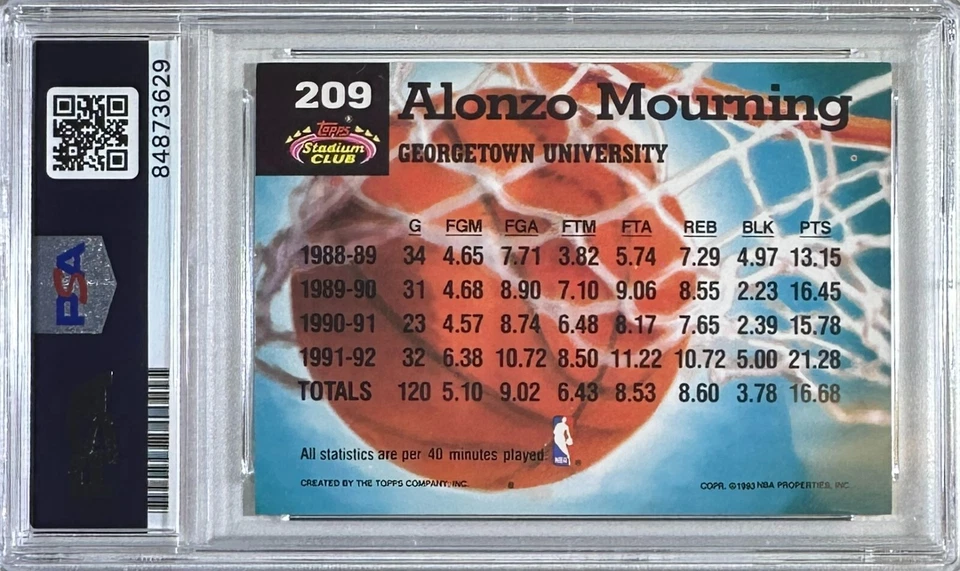 84873629
PSA
209
Alonzo Mourning
Topps
Stadium
CLUB
GEORGETOWN UNIVERSITY
G FGM FGA FTM FTA REB BLK PTS
1988-89 34 4.65 7.71 3.82 5.74 7.29 4.97 13.15
1989-90 31 4.68 8.90 7.10 9.06 8.55 2.23 16.45
1990-91 23 4.57 8.74 6.48 8.17 7.65 2.39 15.78
1991-92 32 6.38 10.72 8.50 11.22 10.72 5.00 21.28
TOTALS 120 5.10 9.02 6.43 8.53 8.60 3.78 16.68
All statistics are per 40 minutes played.
NBA
CREATED BY THE TOPPS COMPANY, INC. COPR. ©1993 NBA PROPERTIES, INC.